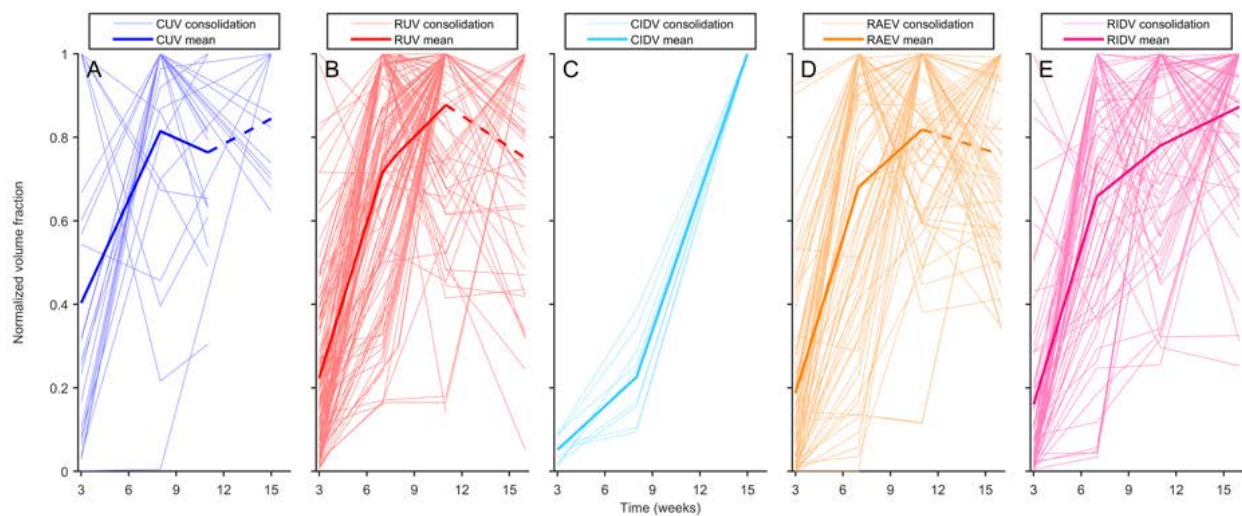 CUV consolidation
CUV mean
RUV consolidation
RUV mean
CIDV consolidation
CIDV mean
RAEV consolidation
RAEV mean
RIDV consolidation
RIDV mean
A
B
C
D
E
Normalized volume fraction
1
0.8
0.6
0.4
0.2
0
3 6 9 12 15
3 6 9 12 15
3 6 9 12 15
3 6 9 12 15
3 6 9 12 15
Time (weeks)